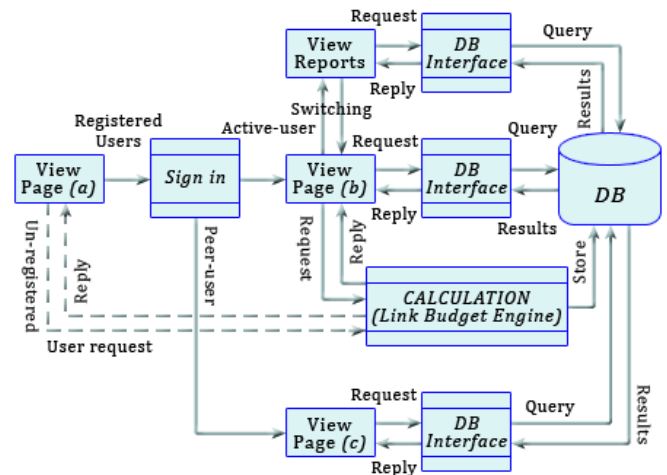 Request
Query
View
Reports
DB
Interface
Reply
Results
Switching
Registered
Users
Active-user
Request
Query
View
Page (a)
Sign in
View
Page (b)
DB
Interface
DB
Reply
Results
Un-registered
Reply
Peer-user
Request
Reply
Store
CALCULATION
(Link Budget Engine)
User request
Results
Request
Query
View
Page (c)
DB
Interface
Reply